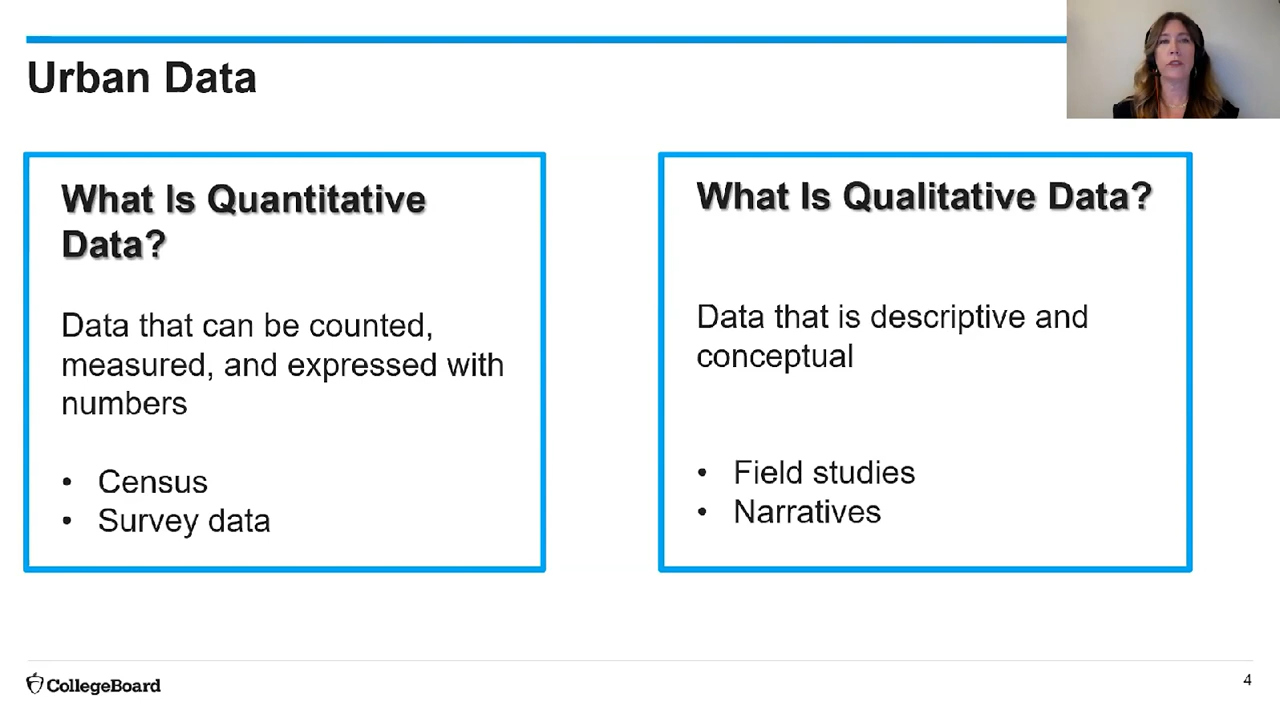 Urban Data
What Is Quantitative
Data?
Data that can be counted,
measured, and expressed with
numbers
• Census
• Survey data
What Is Qualitative Data?
Data that is descriptive and
conceptual
• Field studies
• Narratives
CollegeBoard
4